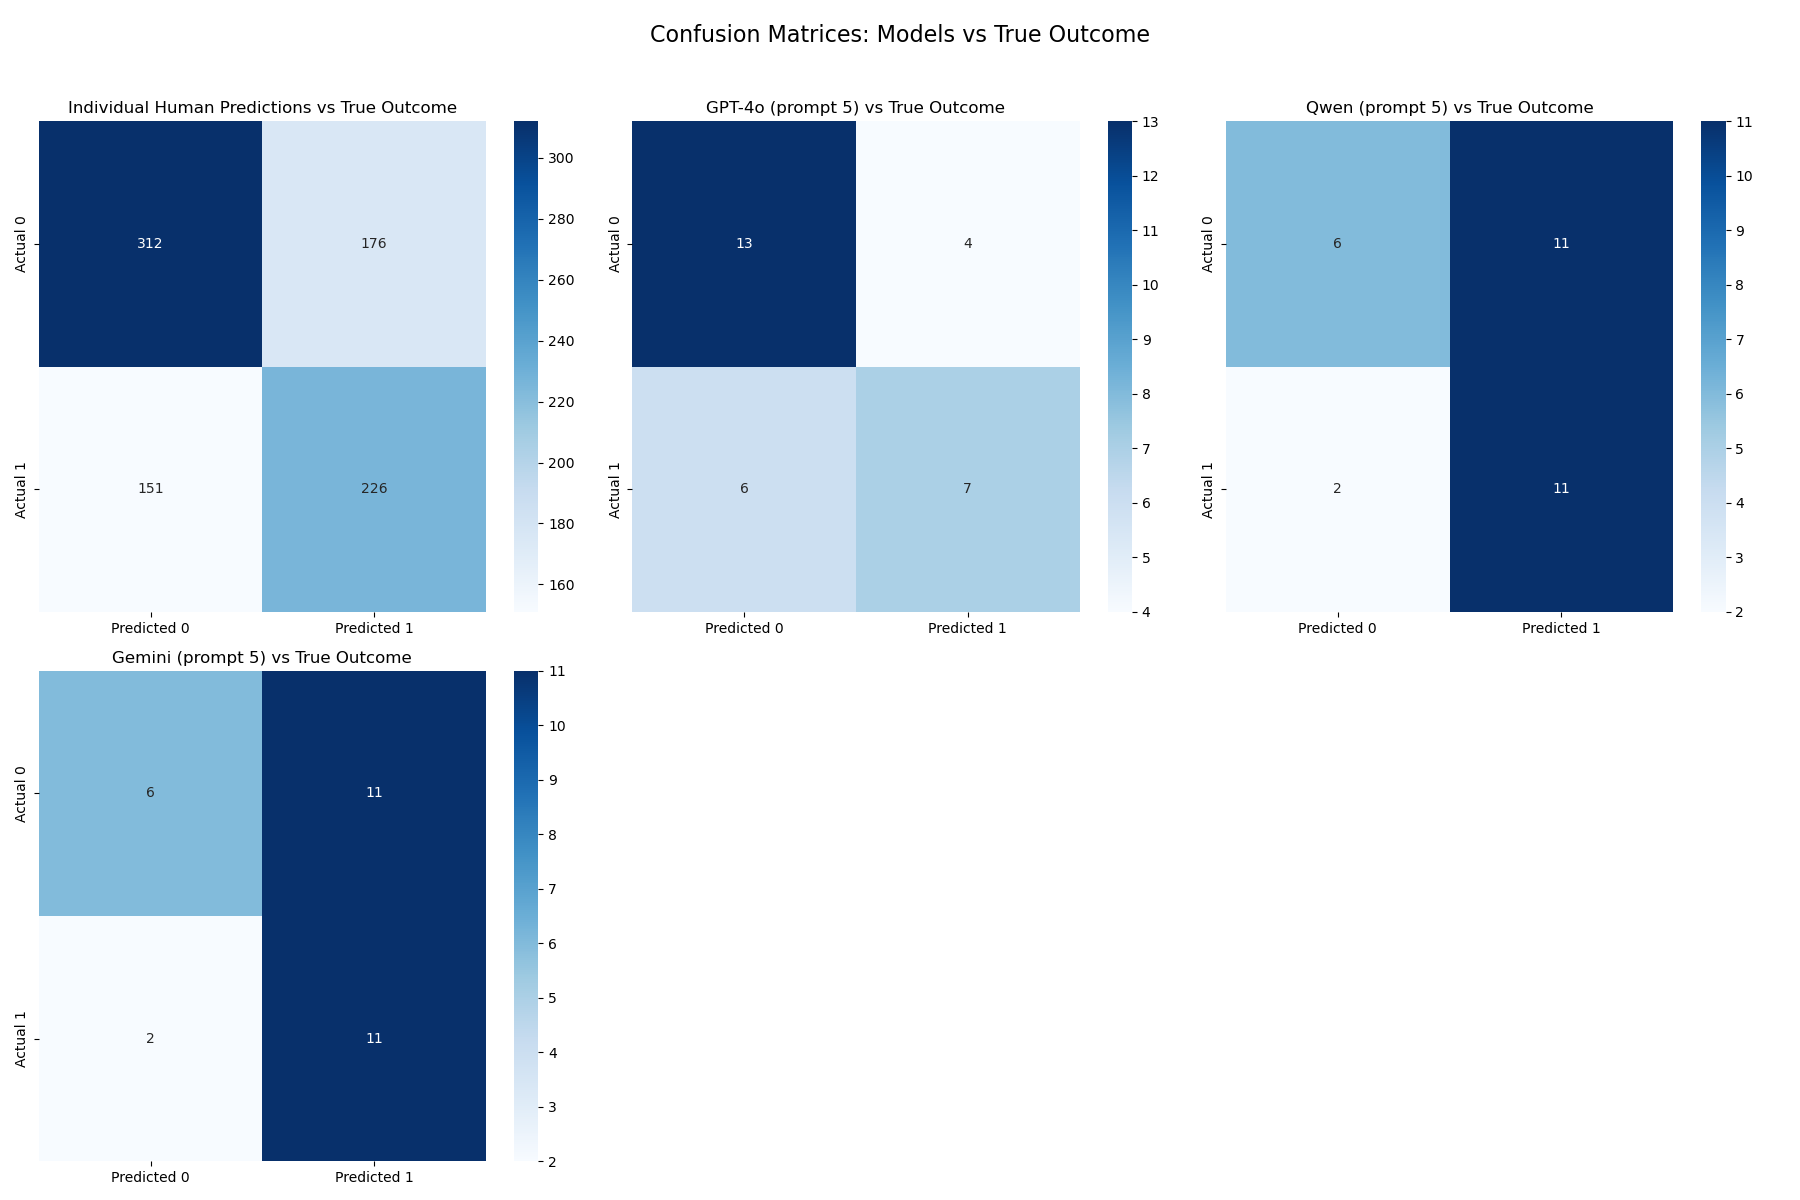 Confusion Matrices: Models vs True Outcome
Individual Human Predictions vs True Outcome
Actual 0
312
176
Actual 1
151
226
Predicted 0
Predicted 1
300
280
260
240
220
200
180
160
GPT-4o (prompt 5) vs True Outcome
Actual 0
13
4
Actual 1
6
7
Predicted 0
Predicted 1
13
12
11
10
9
8
7
6
5
4
Qwen (prompt 5) vs True Outcome
Actual 0
6
11
Actual 1
2
11
Predicted 0
Predicted 1
11
10
9
8
7
6
5
4
3
2
Gemini (prompt 5) vs True Outcome
Actual 0
6
11
Actual 1
2
11
Predicted 0
Predicted 1
11
10
9
8
7
6
5
4
3
2